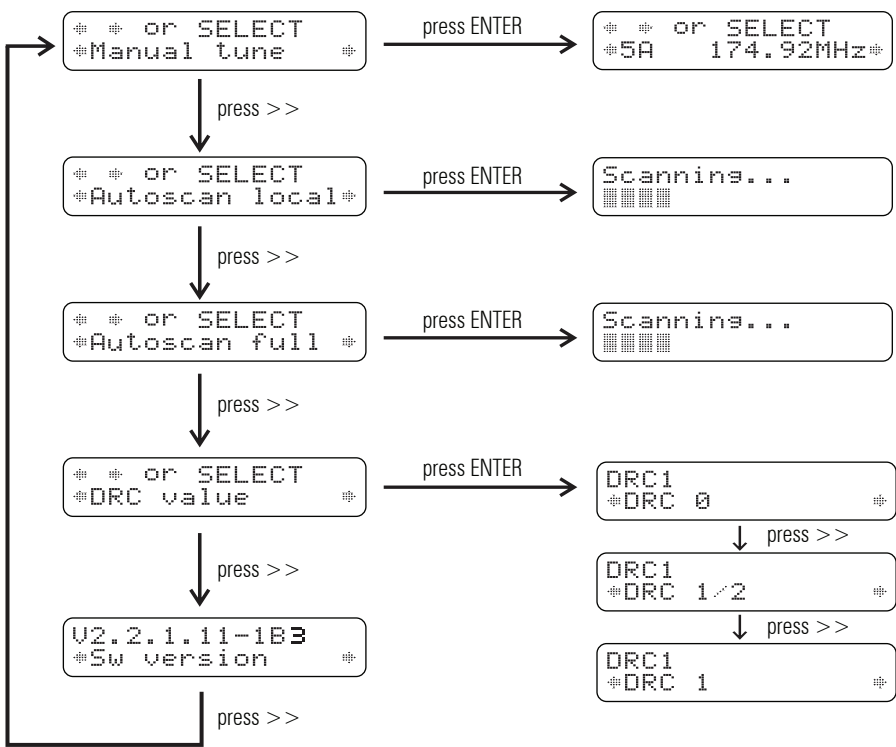 ← → or SELECT
←Manual tune →
press ENTER
← → or SELECT
←5A 174.92MHz→
press >>
← → or SELECT
←Autoscan local→
press ENTER
Scanning...
press >>
← → or SELECT
←Autoscan full →
press ENTER
Scanning...
press >>
← → or SELECT
←DRC value →
press ENTER
DRC1
←DRC 0 →
press >>
DRC1
←DRC 1/2 →
press >>
DRC1
←DRC 1 →
press >>
V2.2.1.11-1B3
←Sw version →
press >>